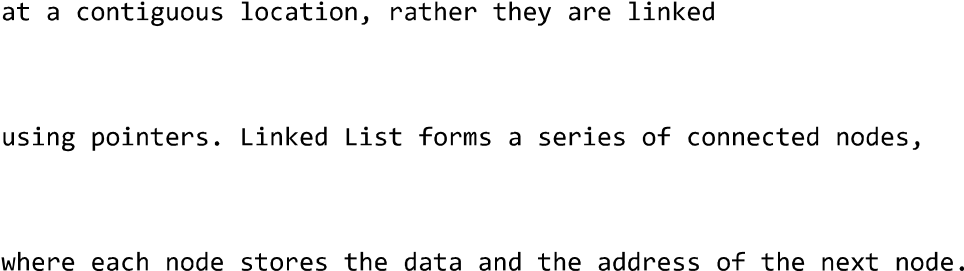 at a contiguous location, rather they are linked
using pointers. Linked List forms a series of connected nodes,
where each node stores the data and the address of the next node.